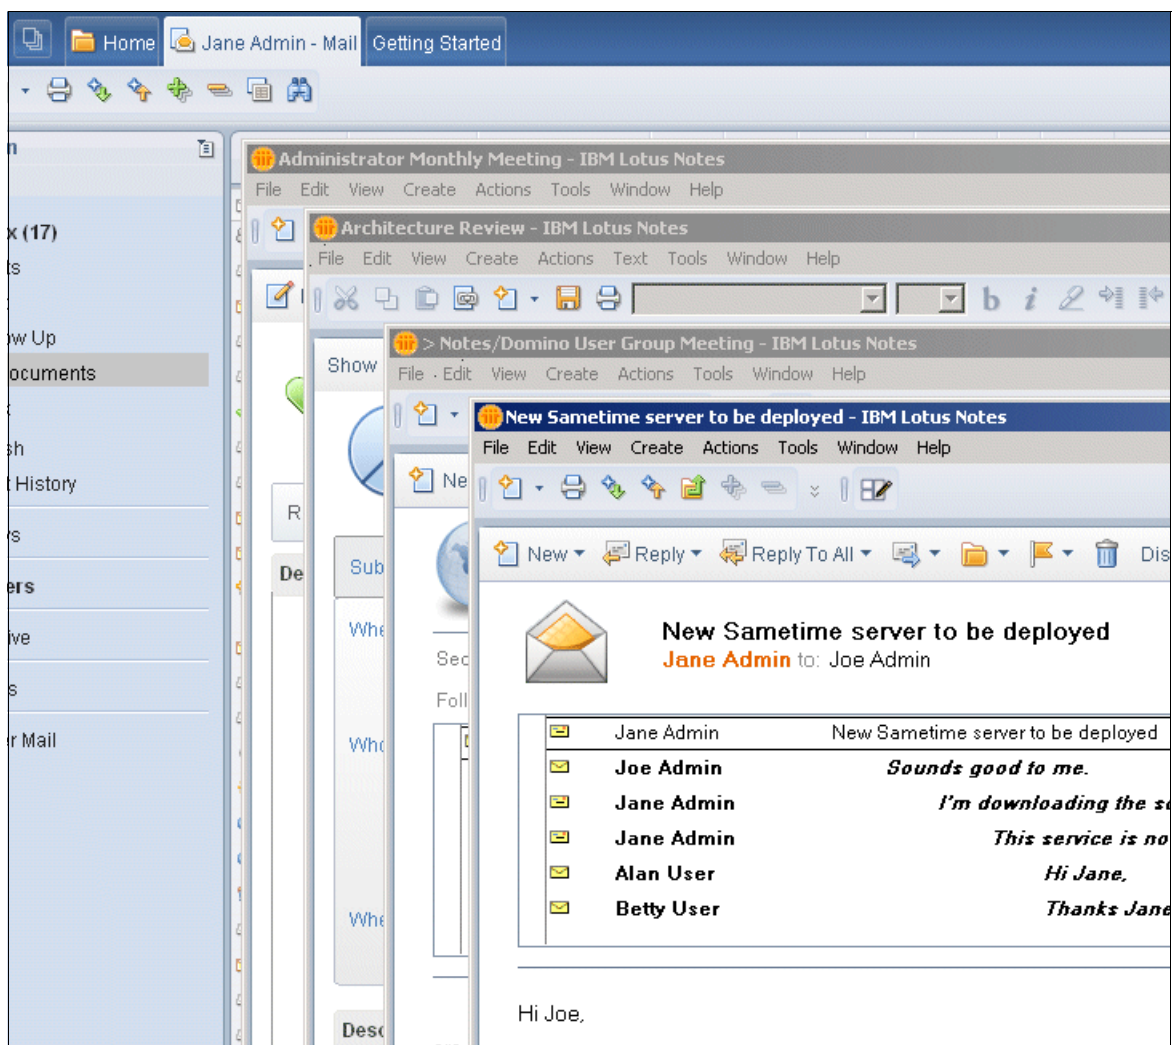 Home
Jane Admin - Mail
Getting Started
n
x (17)
ts
ow Up
ocuments
sh
t History
s
ers
ive
s
r Mail
Administrator Monthly Meeting - IBM Lotus Notes
File Edit View Create Actions Tools Window Help
Architecture Review - IBM Lotus Notes
File Edit View Create Actions Text Tools Window Help
b i
Show
R
De
Sub
Whe
Who
Whe
Desc
> Notes/Domino User Group Meeting - IBM Lotus Notes
File Edit View Create Actions Tools Window Help
Ne
Sec
Foll
New Sametime server to be deployed - IBM Lotus Notes
File Edit View Create Actions Tools Window Help
New Reply Reply To All Dis
New Sametime server to be deployed
Jane Admin to: Joe Admin
Jane Admin New Sametime server to be deployed
Joe Admin Sounds good to me.
Jane Admin I'm downloading the so
Jane Admin This service is no
Alan User Hi Jane,
Betty User Thanks Jane
Hi Joe,